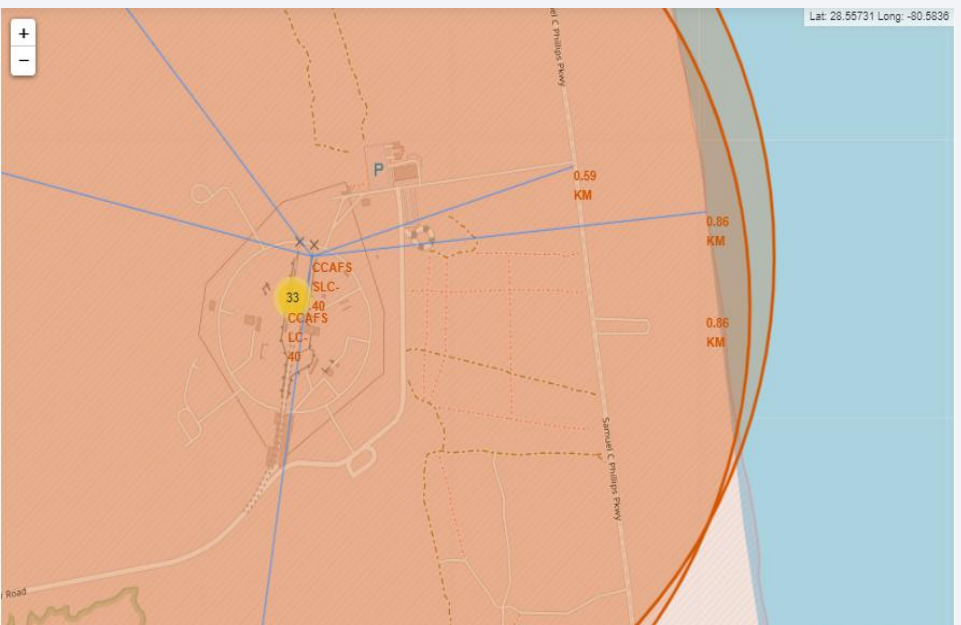 +
−
Lat: 28.55731 Long: -80.5836
el C Phillips Pkwy
P
0.59
KM
0.86
KM
CCAFS
SLC-
40
33
CCAFS
LC-
40
0.86
KM
Samuel C Phillips Pkwy
r Road